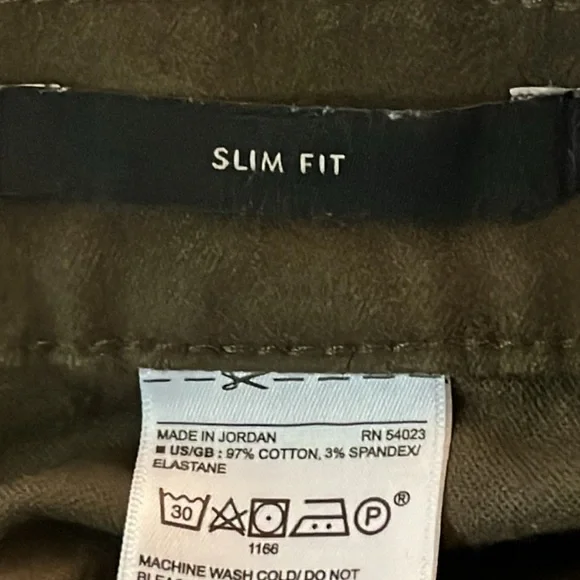 SLIM FIT
MADE IN JORDAN RN 54023
US/GB : 97% COTTON, 3% SPANDEX/
ELASTANE
30 P ®
1166
MACHINE WASH COLD/ DO NOT